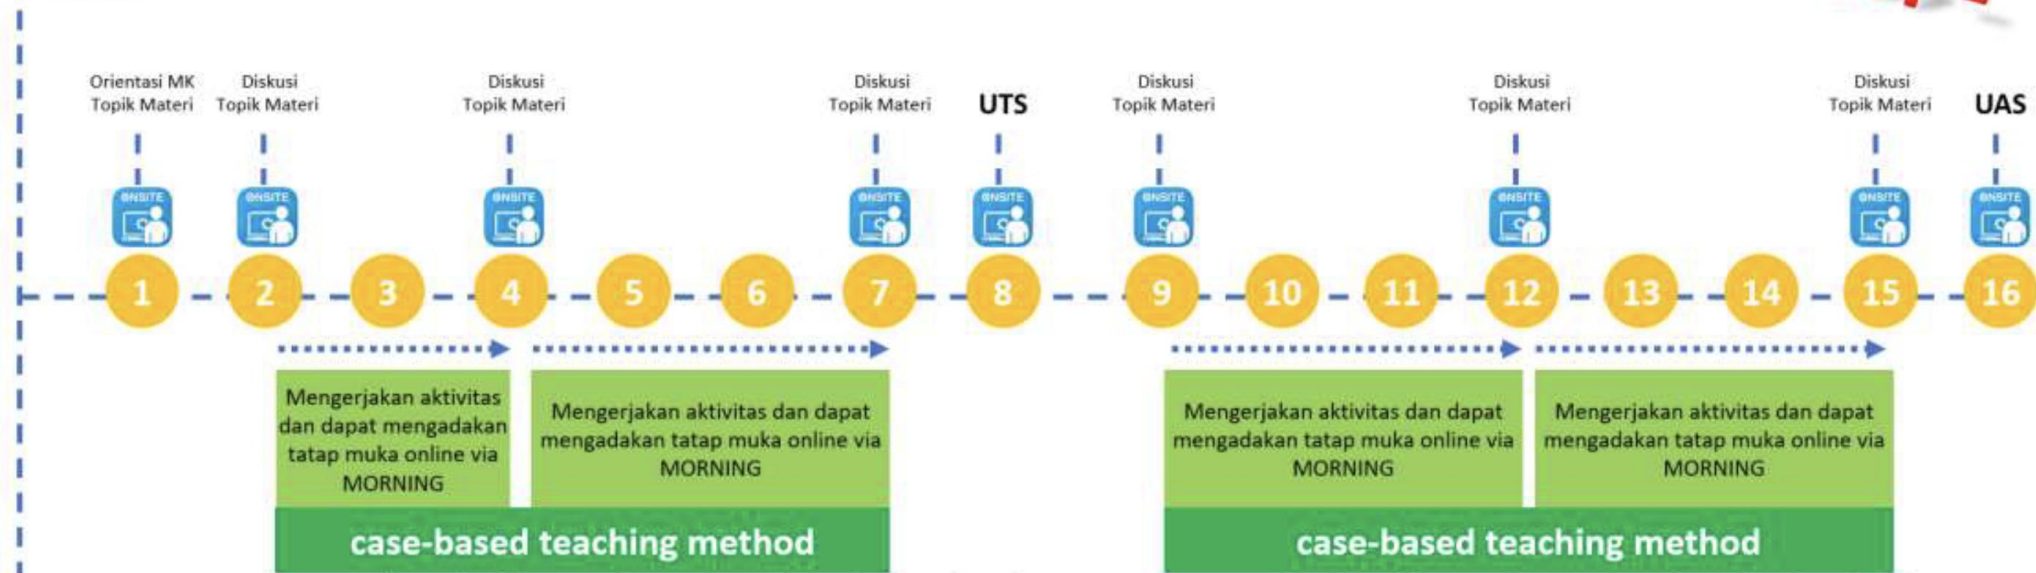 Orientasi MK
Topik Materi
Diskusi
Topik Materi
Diskusi
Topik Materi
Diskusi
Topik Materi
UTS
Diskusi
Topik Materi
Diskusi
Topik Materi
Diskusi
Topik Materi
UAS
ONSITE
ONSITE
ONSITE
ONSITE
ONSITE
ONSITE
ONSITE
ONSITE
ONSITE
1
2
3
4
5
6
7
8
9
10
11
12
13
14
15
16
Mengerjakan aktivitas
dan dapat mengadakan
tatap muka online via
MORNING
Mengerjakan aktivitas dan dapat
mengadakan tatap muka online via
MORNING
Mengerjakan aktivitas dan dapat
mengadakan tatap muka online via
MORNING
Mengerjakan aktivitas dan dapat
mengadakan tatap muka online via
MORNING
case-based teaching method
case-based teaching method